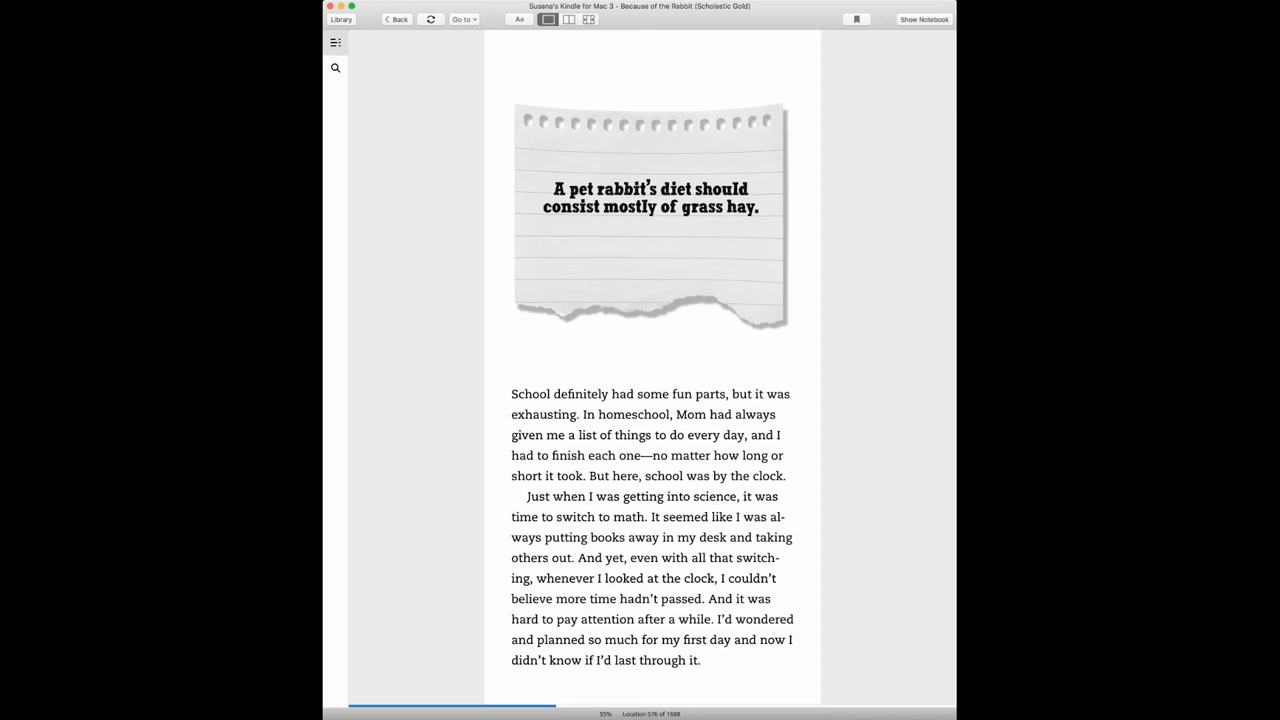 Susana's Kindle for Mac 3 - Because of the Rabbit (Scholastic Gold)
Library
Back
Go to
Aa
Show Notebook
A pet rabbit's diet should
consist mostly of grass hay.
School definitely had some fun parts, but it was
exhausting. In homeschool, Mom had always
given me a list of things to do every day, and I
had to finish each one—no matter how long or
short it took. But here, school was by the clock.
Just when I was getting into science, it was
time to switch to math. It seemed like I was al-
ways putting books away in my desk and taking
others out. And yet, even with all that switch-
ing, whenever I looked at the clock, I couldn't
believe more time hadn't passed. And it was
hard to pay attention after a while. I'd wondered
and planned so much for my first day and now I
didn't know if I'd last through it.
Location 576 of 1688